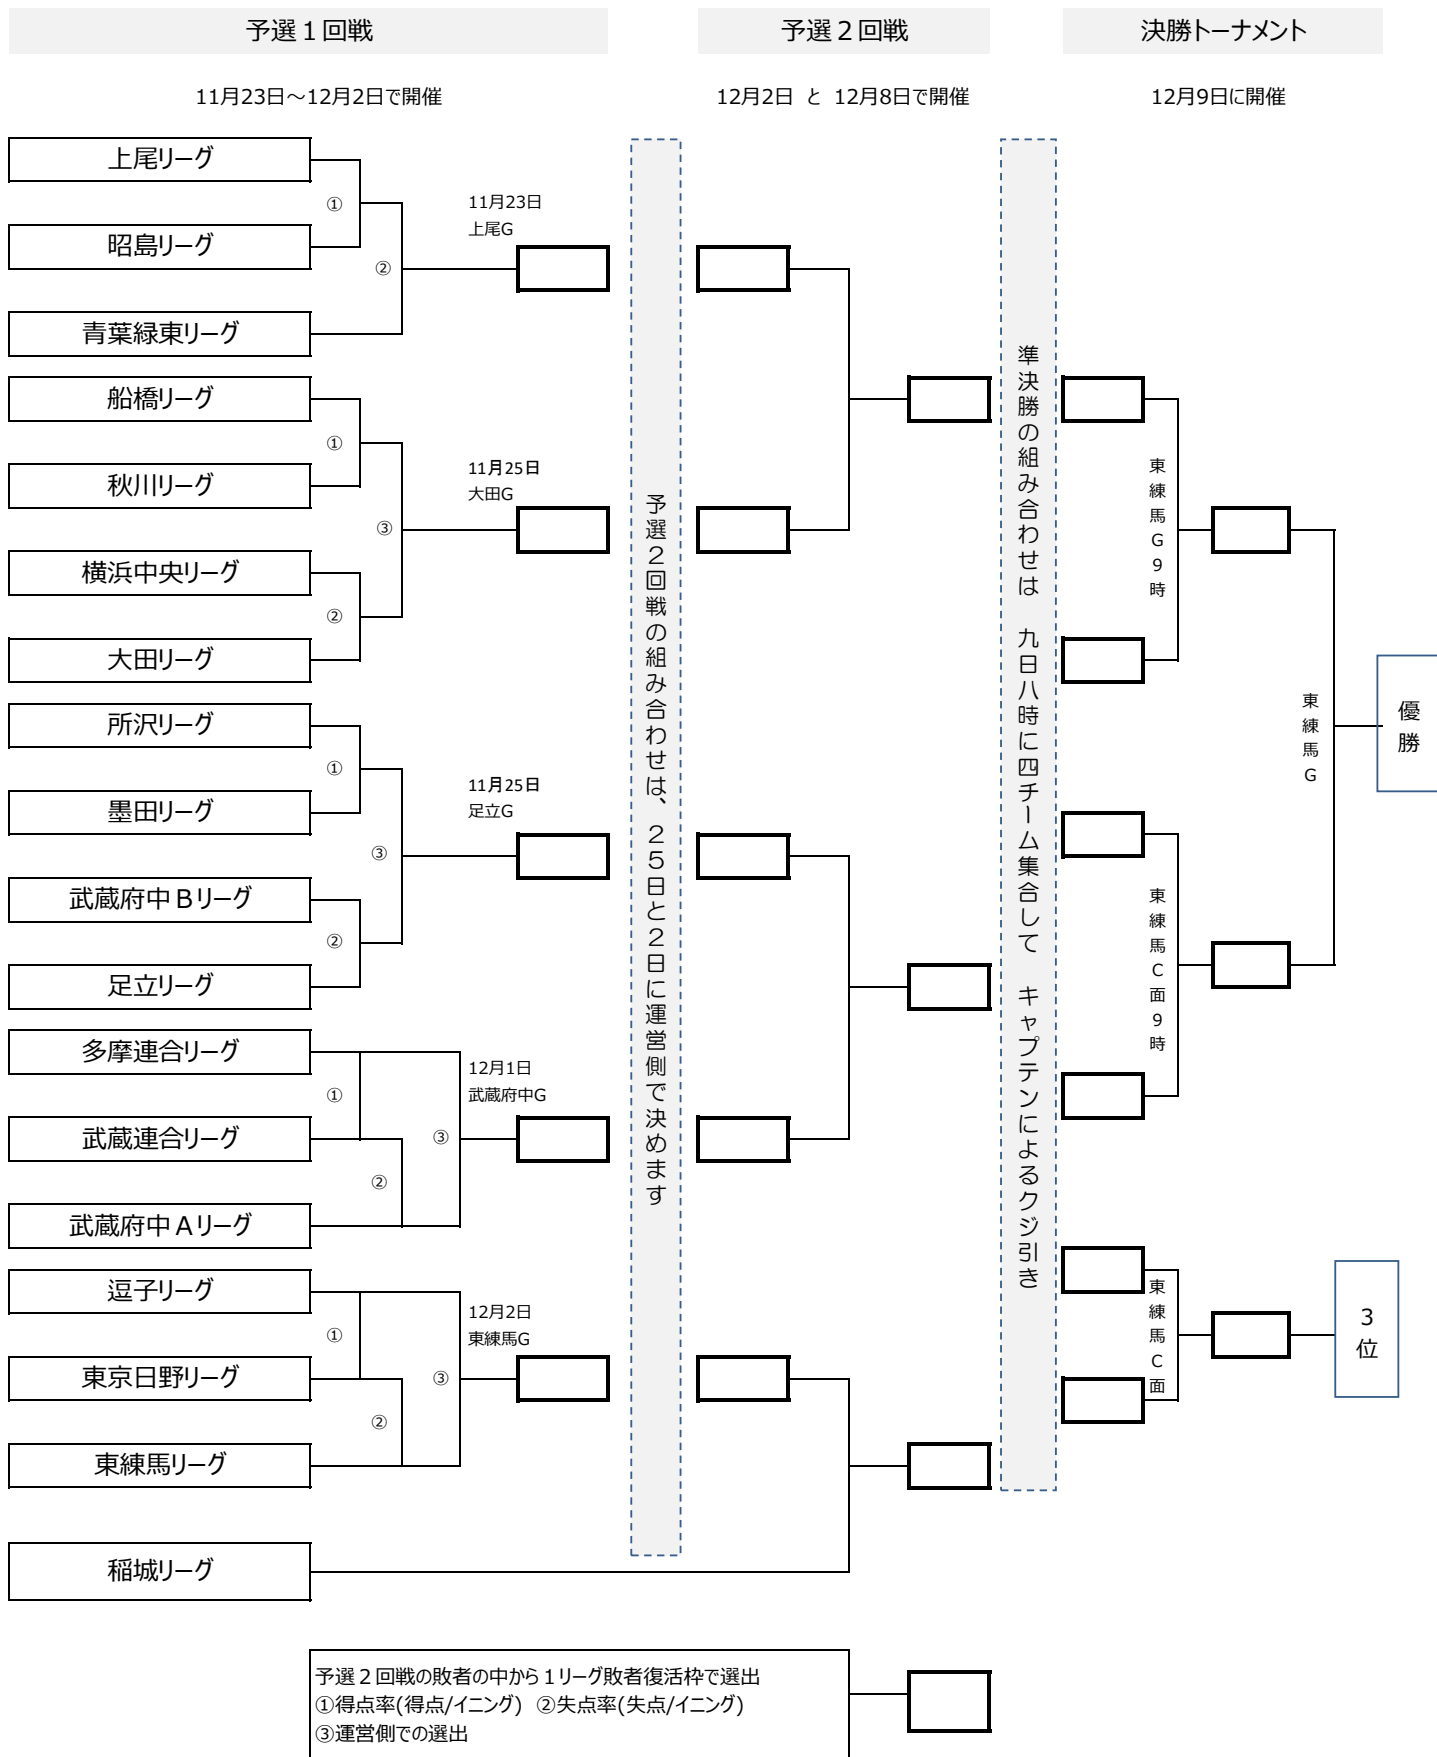 予選１回戦
予選２回戦
決勝トーナメント
11月23日～12月2日で開催
12月2日 と 12月8日で開催
12月9日に開催
上尾リーグ
①
昭島リーグ
②
青葉緑東リーグ
11月23日
上尾G
船橋リーグ
①
秋川リーグ
③
横浜中央リーグ
②
大田リーグ
11月25日
大田G
所沢リーグ
①
墨田リーグ
③
武蔵府中Ｂリーグ
②
足立リーグ
11月25日
足立G
多摩連合リーグ
①
武蔵連合リーグ
②
③
武蔵府中Ａリーグ
12月1日
武蔵府中G
逗子リーグ
①
東京日野リーグ
②
③
東練馬リーグ
12月2日
東練馬G
稲城リーグ
予選２回戦の組み合わせは、２５日と２日に運営側で決めます
準決勝の組み合わせは　九日八時に四チーム集合して　キャプテンによるクジ引き
東練馬G9時
東練馬C面9時
東練馬G
優勝
東練馬C面
3位
予選２回戦の敗者の中から１リーグ敗者復活枠で選出
①得点率(得点/イニング) ②失点率(失点/イニング)
③運営側での選出